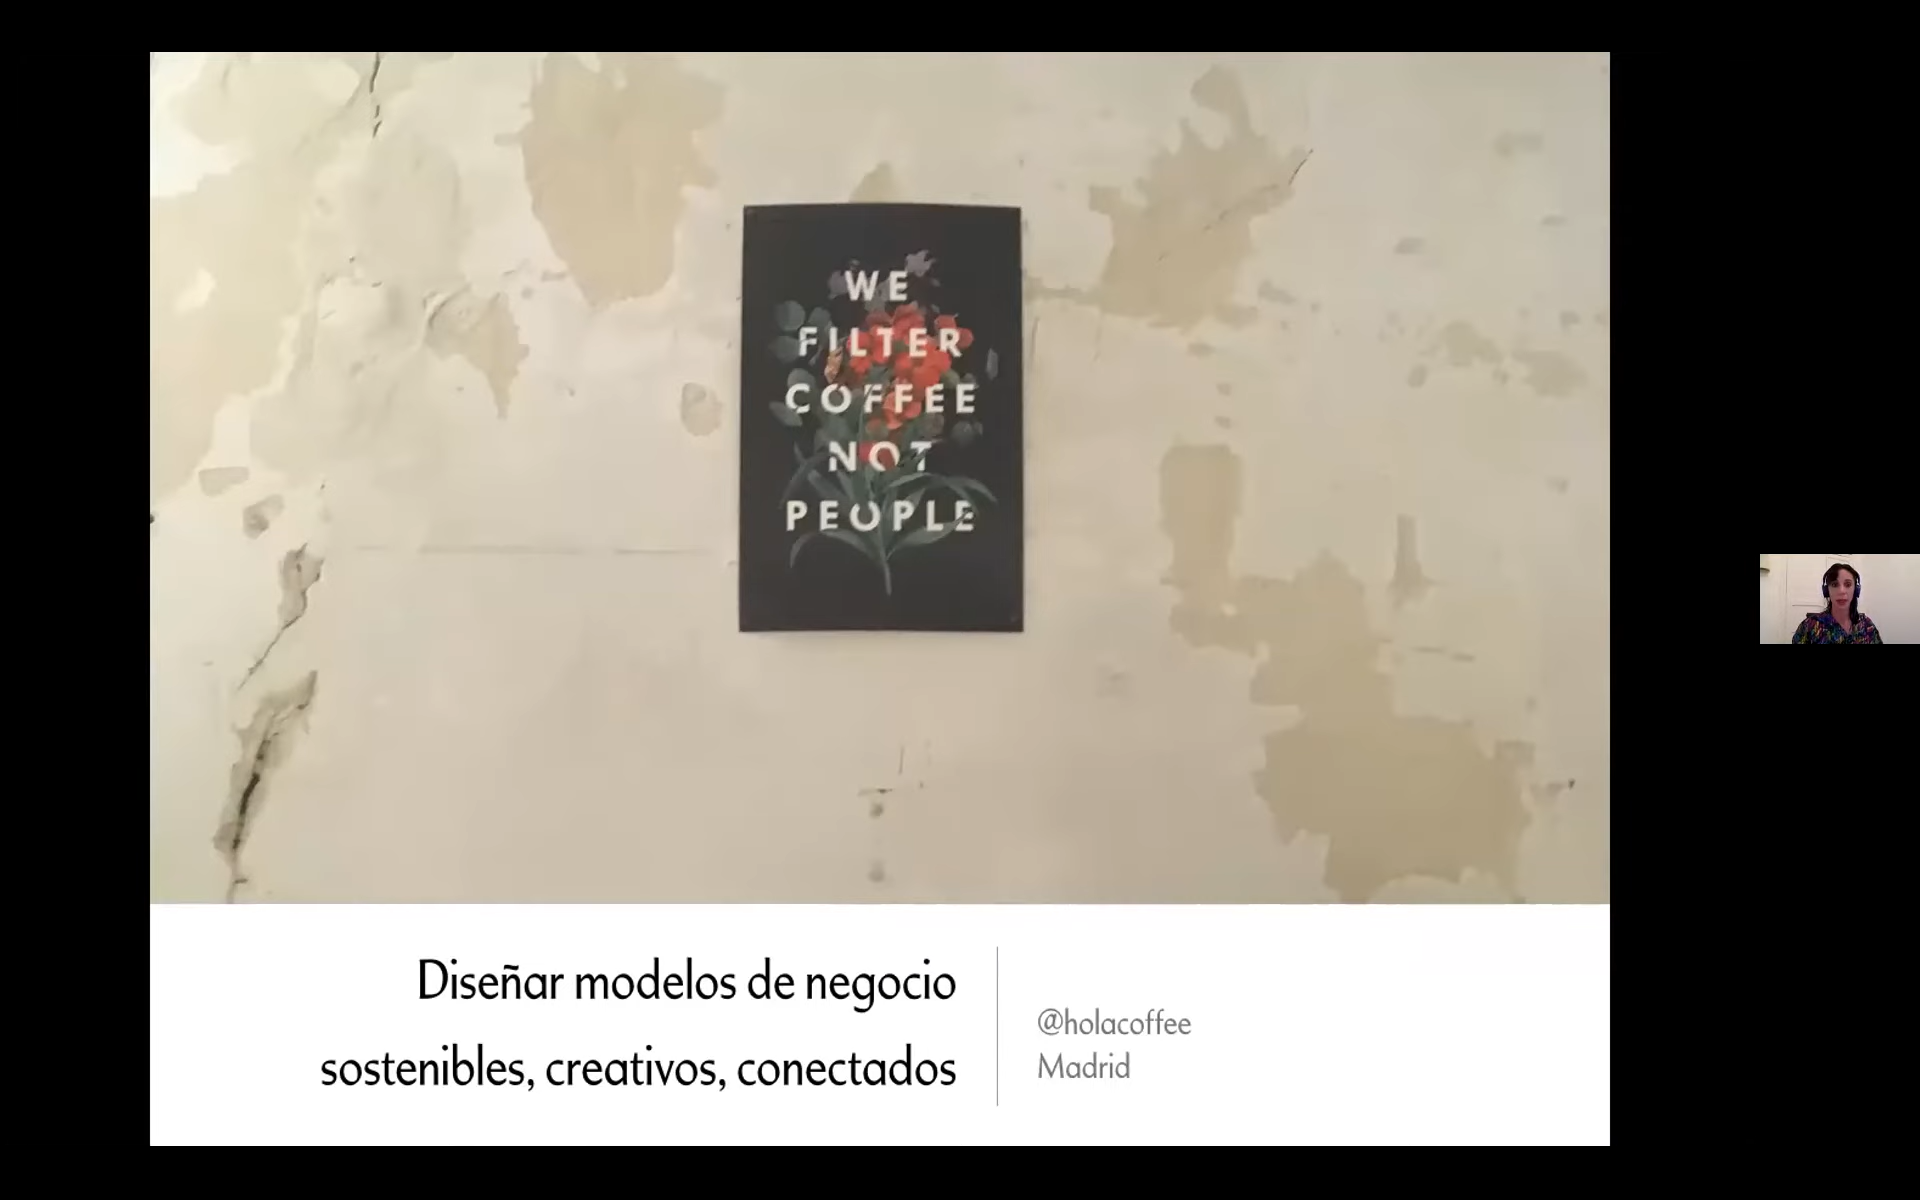 WE
FILTER
COFFEE
NOT
PEOPLE
Diseñar modelos de negocio
sostenibles, creativos, conectados
@holacoffee
Madrid